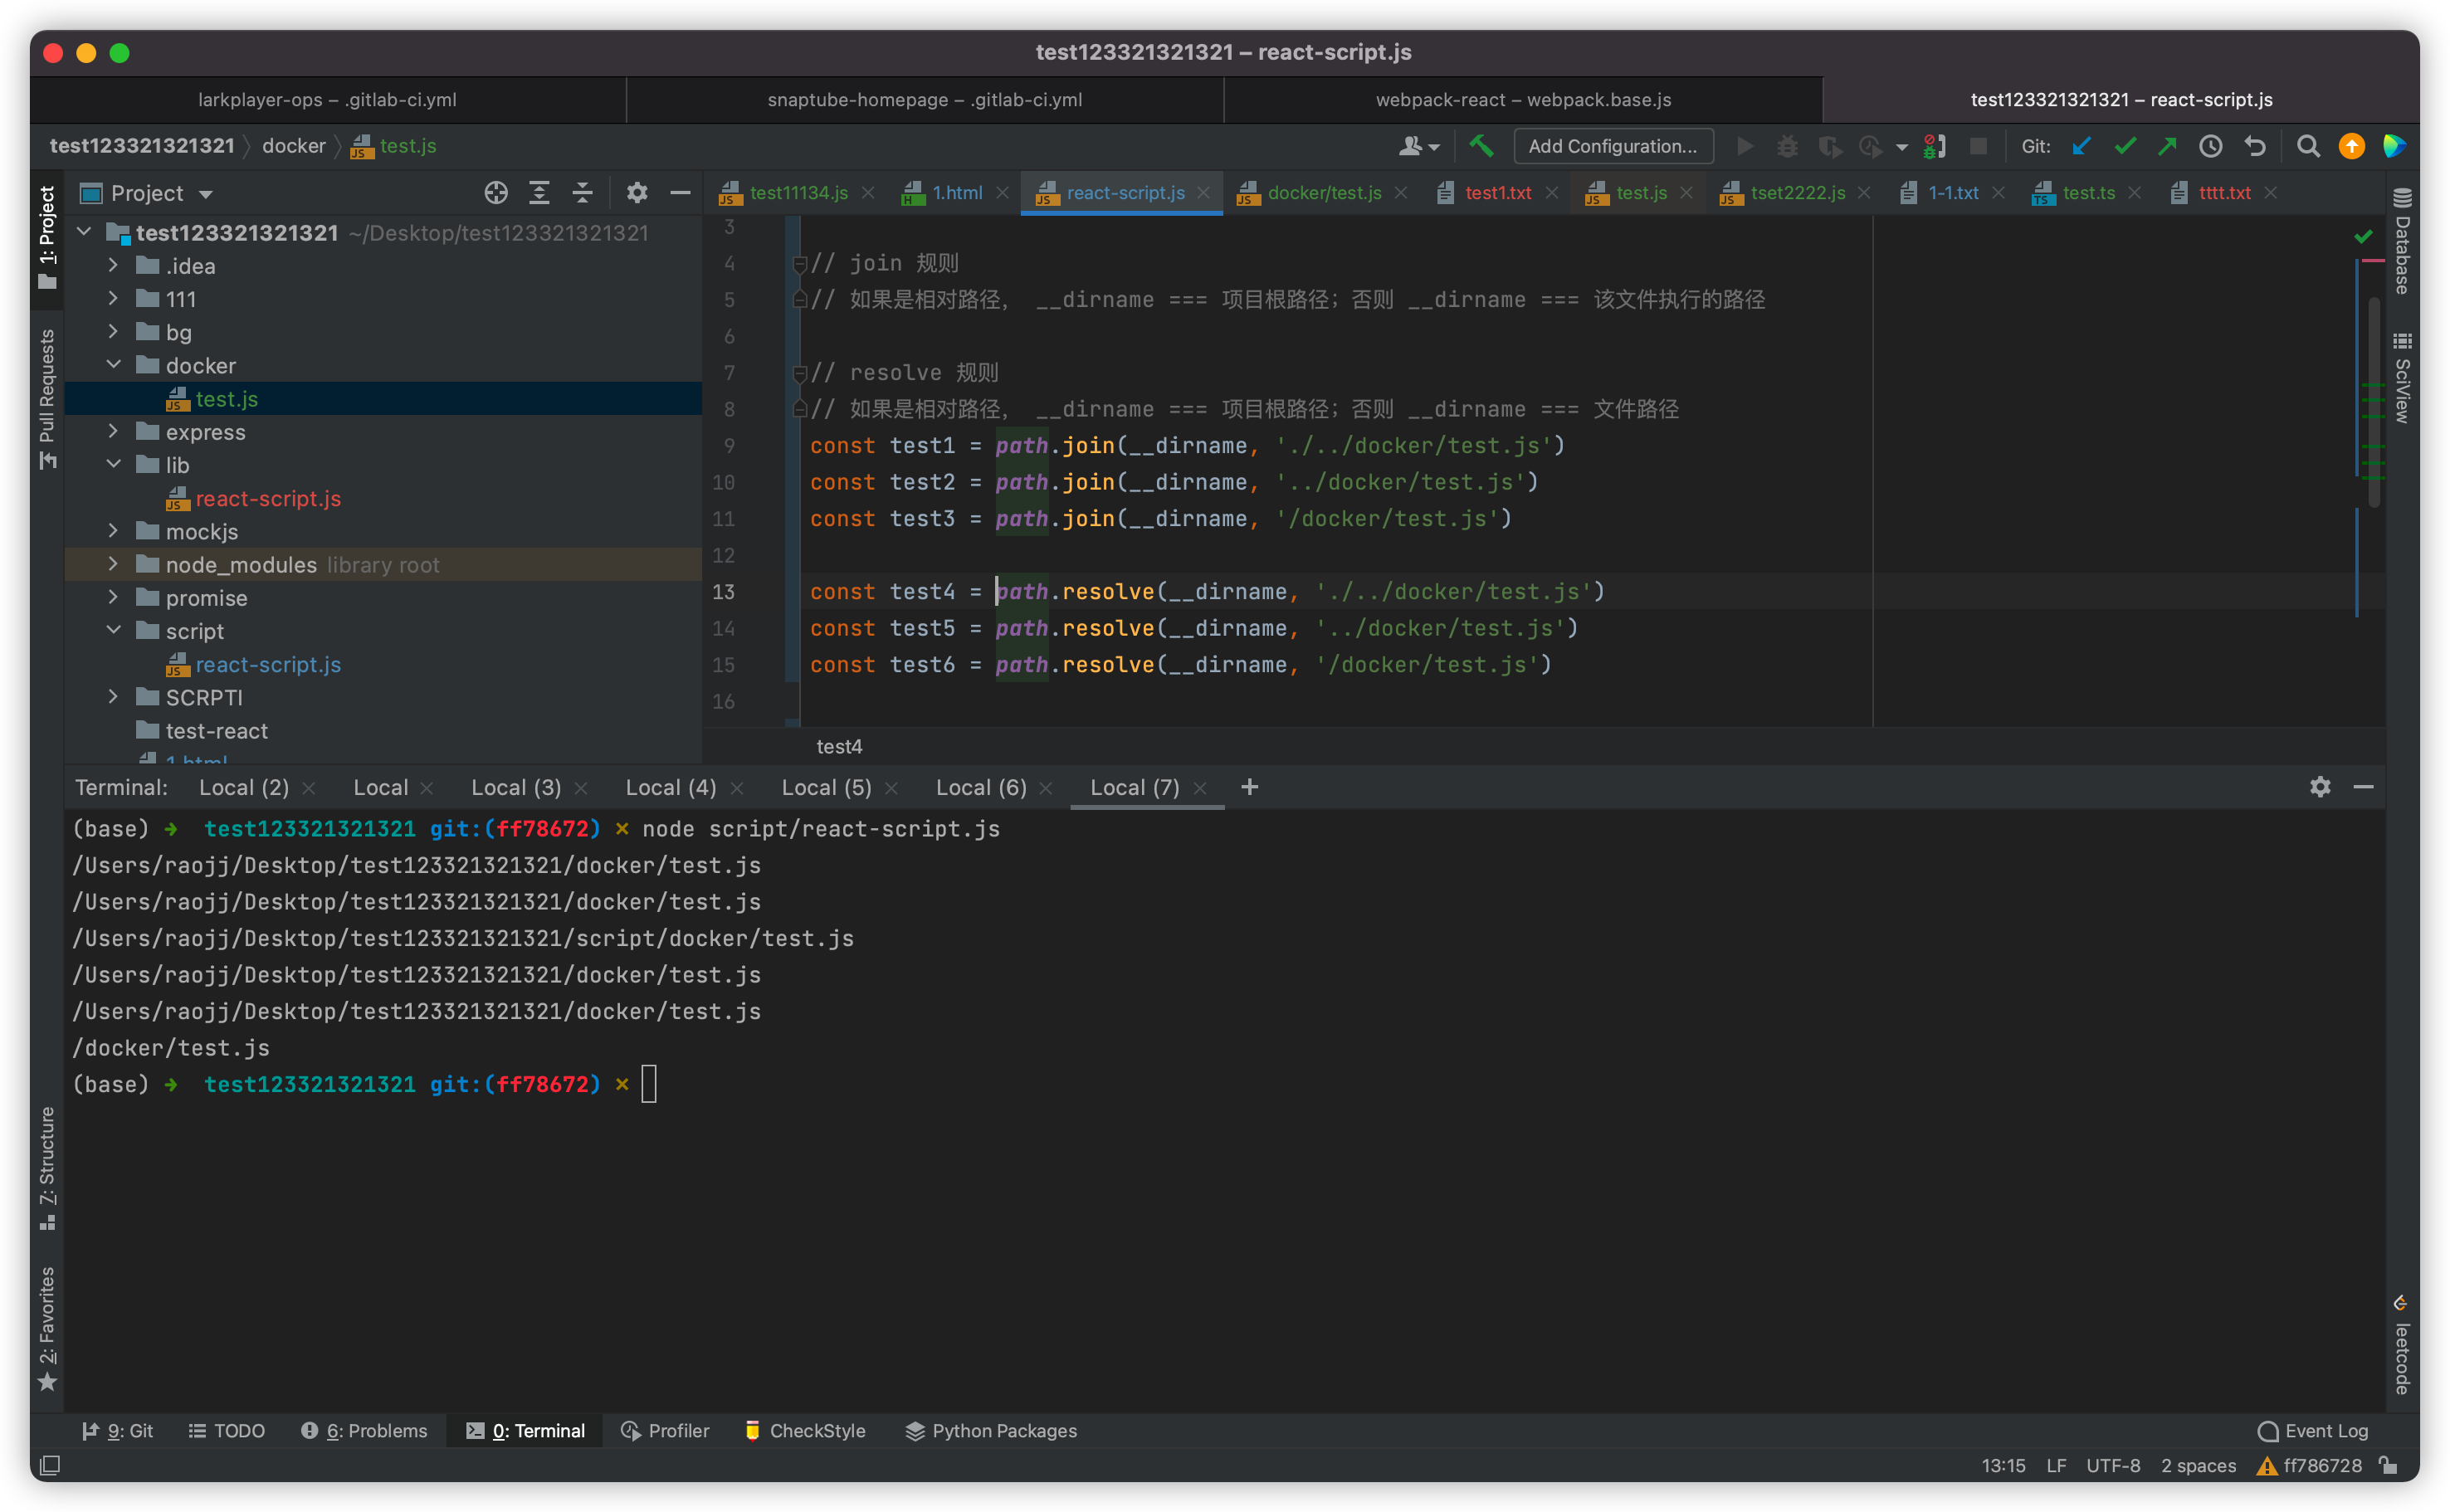 test123321321321 – react-script.js
larkplayer-ops – .gitlab-ci.yml
snaptube-homepage – .gitlab-ci.yml
webpack-react – webpack.base.js
test123321321321 – react-script.js
test123321321321 docker test.js
Add Configuration...
Git:
1: Project
Pull Requests
7: Structure
2: Favorites
Project
test11134.js
1.html
react-script.js
docker/test.js
test1.txt
test.js
tset2222.js
1-1.txt
test.ts
tttt.txt
Database
SciView
leetcode
test123321321321 ~/Desktop/test123321321321
.idea
111
bg
docker
test.js
express
lib
react-script.js
mockjs
node_modules library root
promise
script
react-script.js
SCRPTI
test-react
1.html
3
4 // join 规则
5 // 如果是相对路径， __dirname === 项目根路径；否则 __dirname === 该文件执行的路径
6
7 // resolve 规则
8 // 如果是相对路径， __dirname === 项目根路径；否则 __dirname === 文件路径
9 const test1 = path.join(__dirname, './../docker/test.js')
10 const test2 = path.join(__dirname, '../docker/test.js')
11 const test3 = path.join(__dirname, '/docker/test.js')
12
13 const test4 = path.resolve(__dirname, './../docker/test.js')
14 const test5 = path.resolve(__dirname, '../docker/test.js')
15 const test6 = path.resolve(__dirname, '/docker/test.js')
16
test4
Terminal: Local (2) Local Local (3) Local (4) Local (5) Local (6) Local (7)
(base) ➜ test123321321321 git:(ff78672) ✗ node script/react-script.js
/Users/raojj/Desktop/test123321321321/docker/test.js
/Users/raojj/Desktop/test123321321321/docker/test.js
/Users/raojj/Desktop/test123321321321/script/docker/test.js
/Users/raojj/Desktop/test123321321321/docker/test.js
/Users/raojj/Desktop/test123321321321/docker/test.js
/docker/test.js
(base) ➜ test123321321321 git:(ff78672) ✗
9: Git TODO 6: Problems 0: Terminal Profiler CheckStyle Python Packages Event Log
13:15 LF UTF-8 2 spaces ff786728